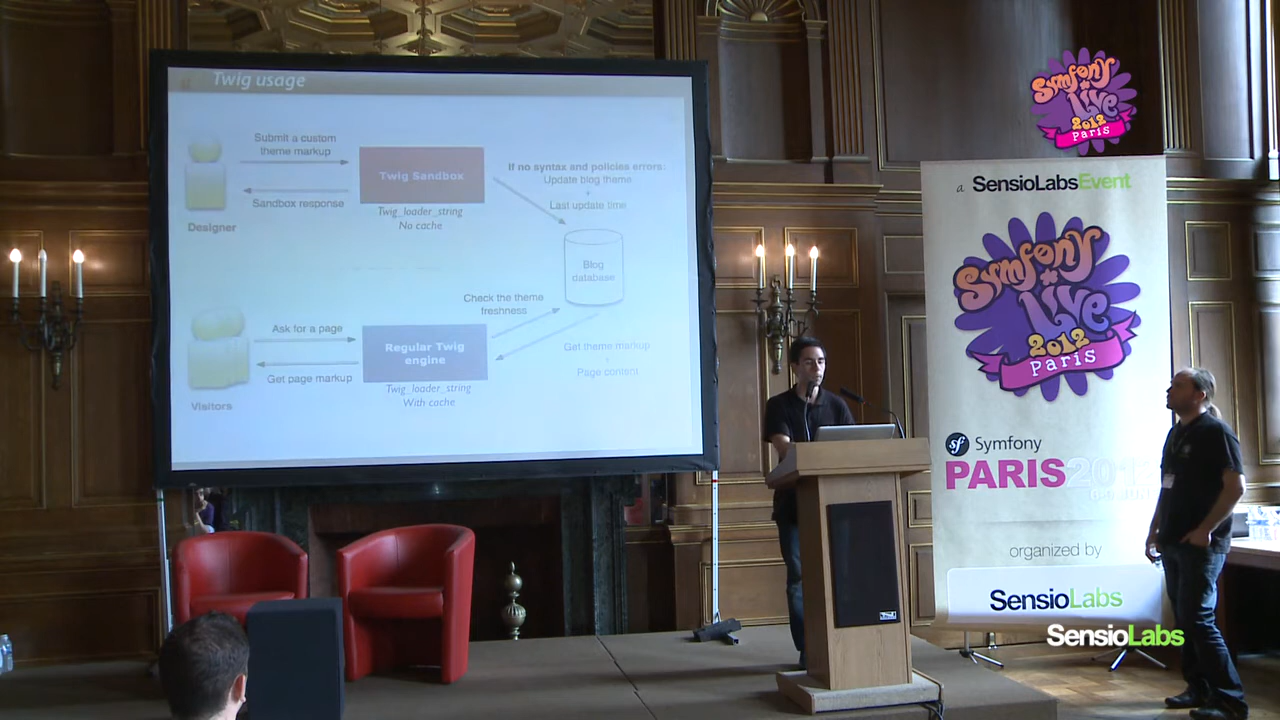 Twig usage
Submit a custom
theme markup
Twig Sandbox
Sandbox response
Designer
Twig_loader_string
No cache
If no syntax and policies errors:
Update blog theme
+
Last update time
Blog
database
Check the theme
freshness
Ask for a page
Regular Twig
engine
Get page markup
Visitors
Twig_loader_string
With cache
Get theme markup
+
Page content
Symfony
Live
2012
Paris
a SensioLabsEvent
Symfony
Live
2012
Paris
sf Symfony
PARIS
organized by
SensioLabs
SensioLabs